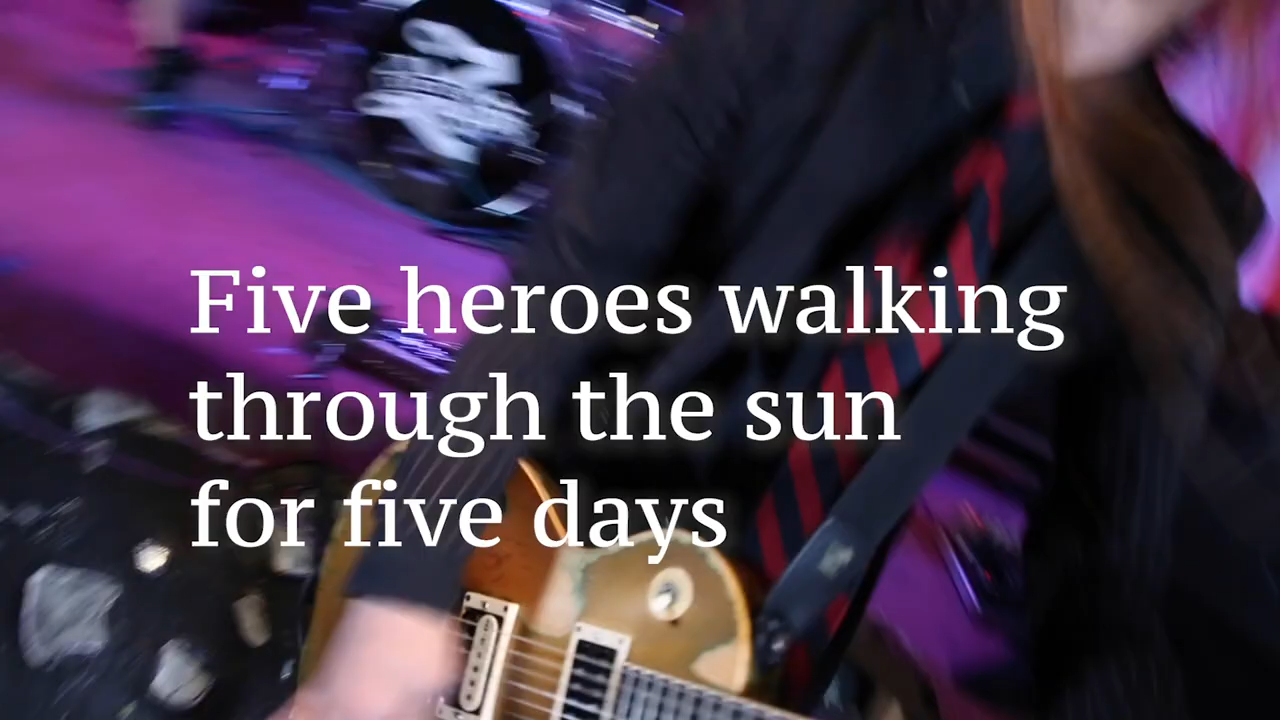 Five heroes walking
through the sun
for five days